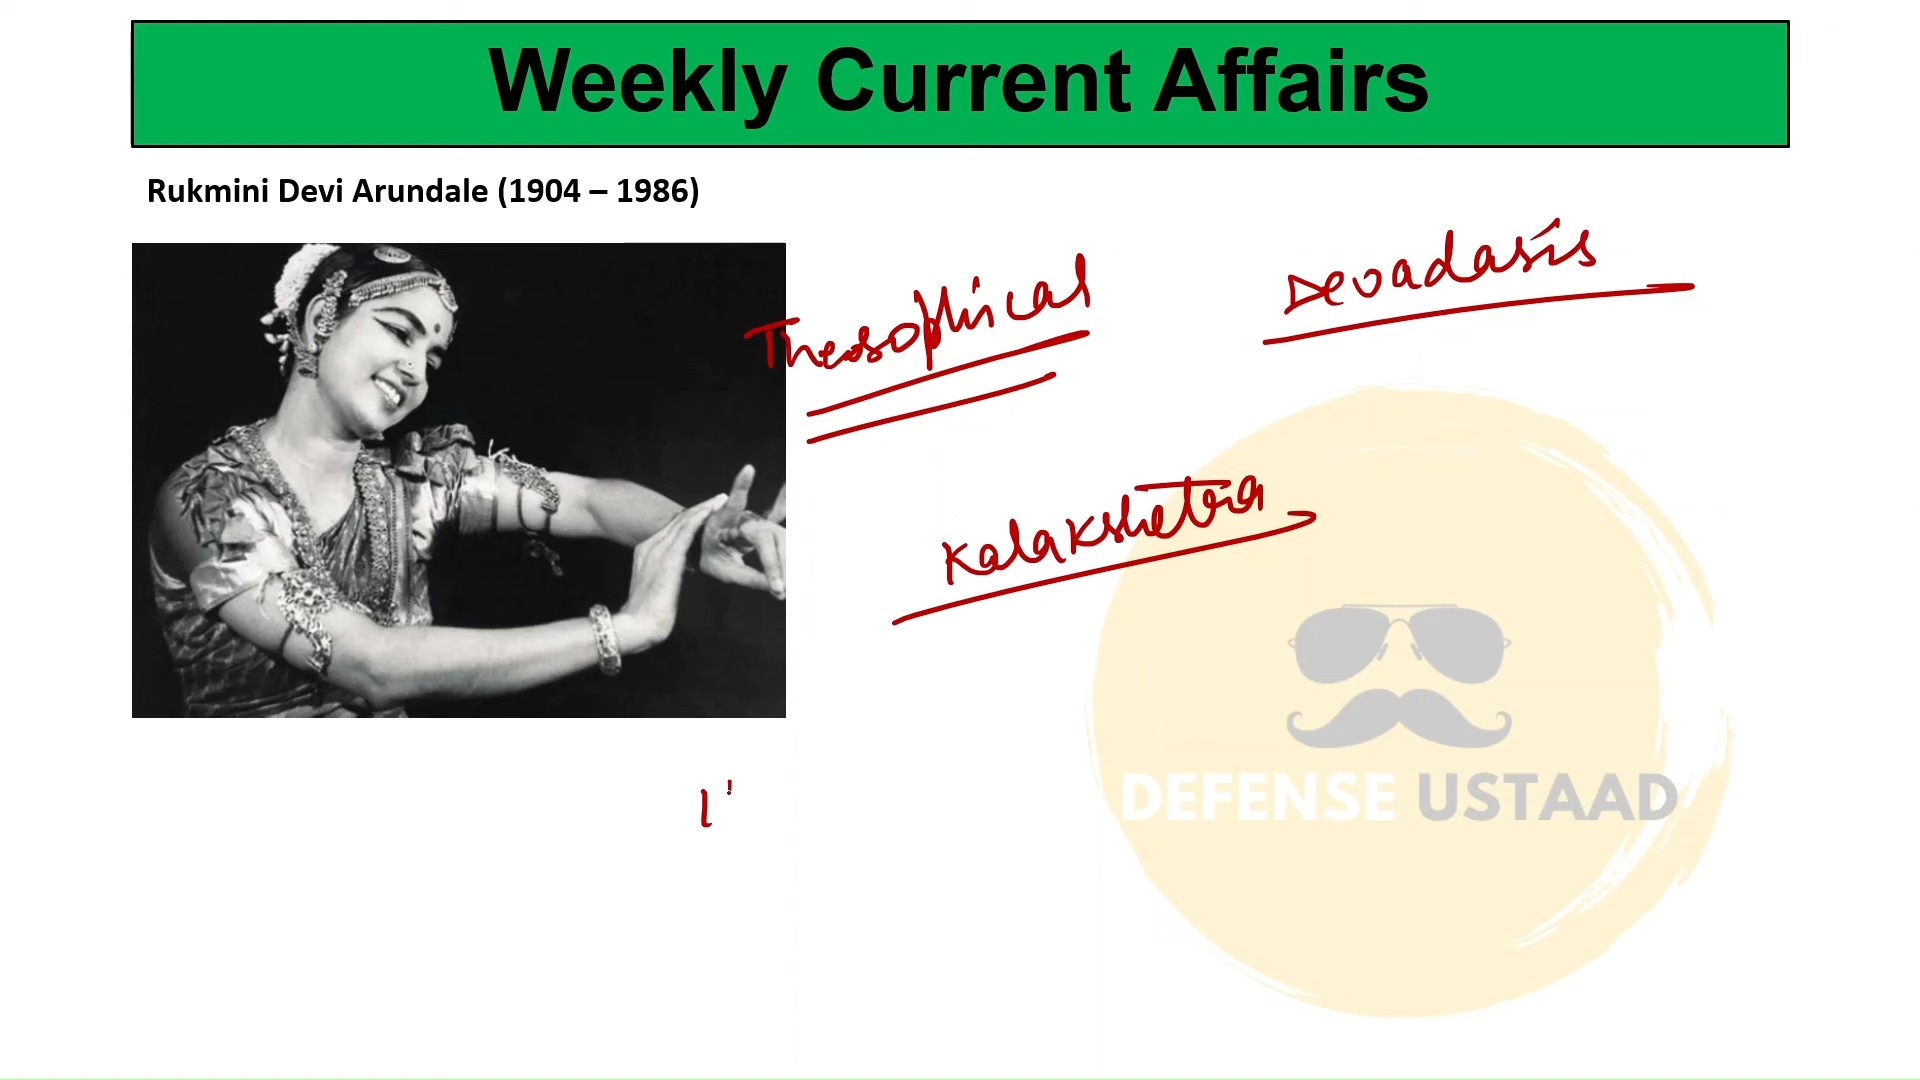 Weekly Current Affairs
Rukmini Devi Arundale (1904 – 1986)
Devadasis
Theosophical
Kalakshetra
DEFENSE USTAAD